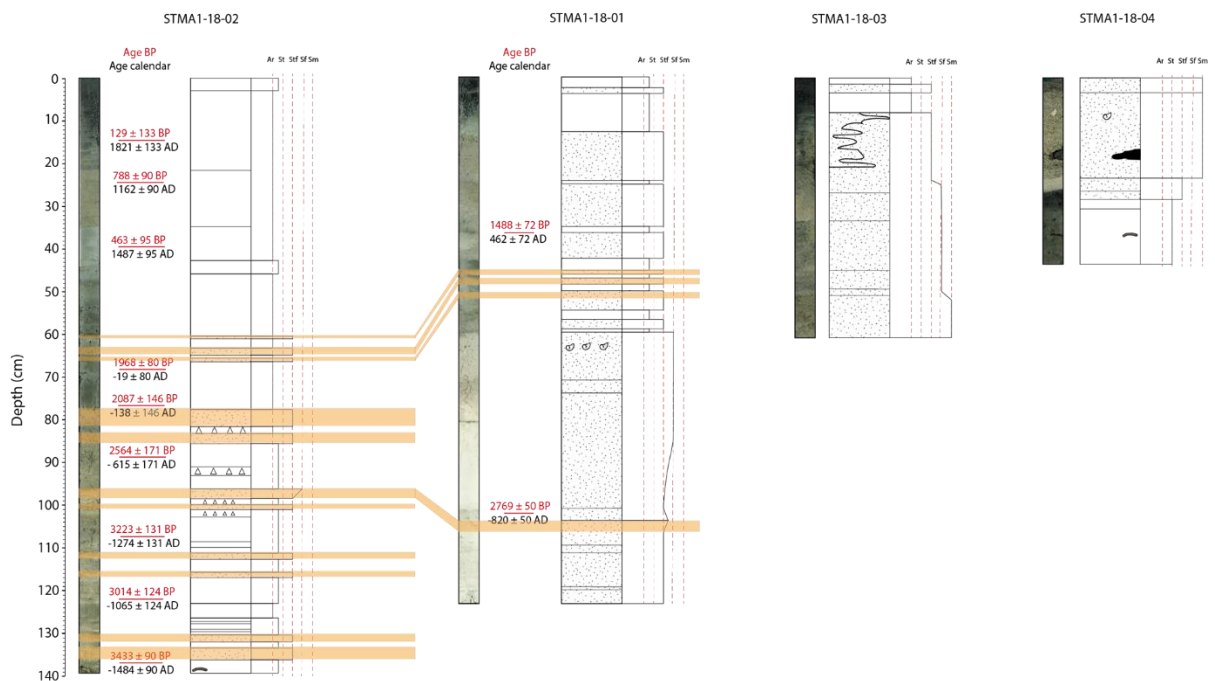 STMA1-18-02
STMA1-18-01
STMA1-18-03
STMA1-18-04
Age BP
Age calendar
Ar St Stf Sf Sm
Age BP
Age calendar
Ar St Stf Sf Sm
Ar St Stf Sf Sm
Ar St Stf Sf Sm
Depth (cm)
0
10
20
30
40
50
60
70
80
90
100
110
120
130
140
129 ± 133 BP
1821 ± 133 AD
788 ± 90 BP
1162 ± 90 AD
463 ± 95 BP
1487 ± 95 AD
1968 ± 80 BP
-19 ± 80 AD
2087 ± 146 BP
-138 ± 146 AD
2564 ± 171 BP
- 615 ± 171 AD
3223 ± 131 BP
-1274 ± 131 AD
3014 ± 124 BP
-1065 ± 124 AD
3433 ± 90 BP
-1484 ± 90 AD
1488 ± 72 BP
462 ± 72 AD
2769 ± 50 BP
-820 ± 50 AD